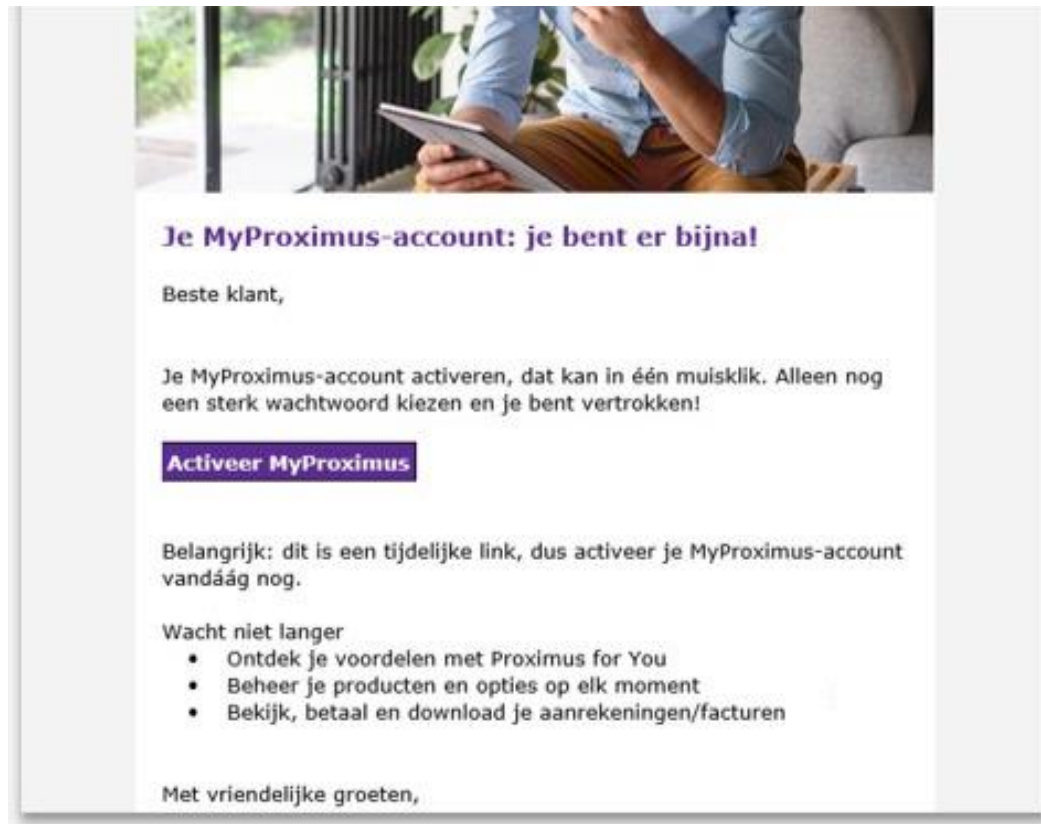 Je MyProximus-account: je bent er bijna!
Beste klant,
Je MyProximus-account activeren, dat kan in één muisklik. Alleen nog
een sterk wachtwoord kiezen en je bent vertrokken!
Activeer MyProximus
Belangrijk: dit is een tijdelijke link, dus activeer je MyProximus-account
vandáág nog.
Wacht niet langer
• Ontdek je voordelen met Proximus for You
• Beheer je producten en opties op elk moment
• Bekijk, betaal en download je aanrekeningen/facturen
Met vriendelijke groeten,